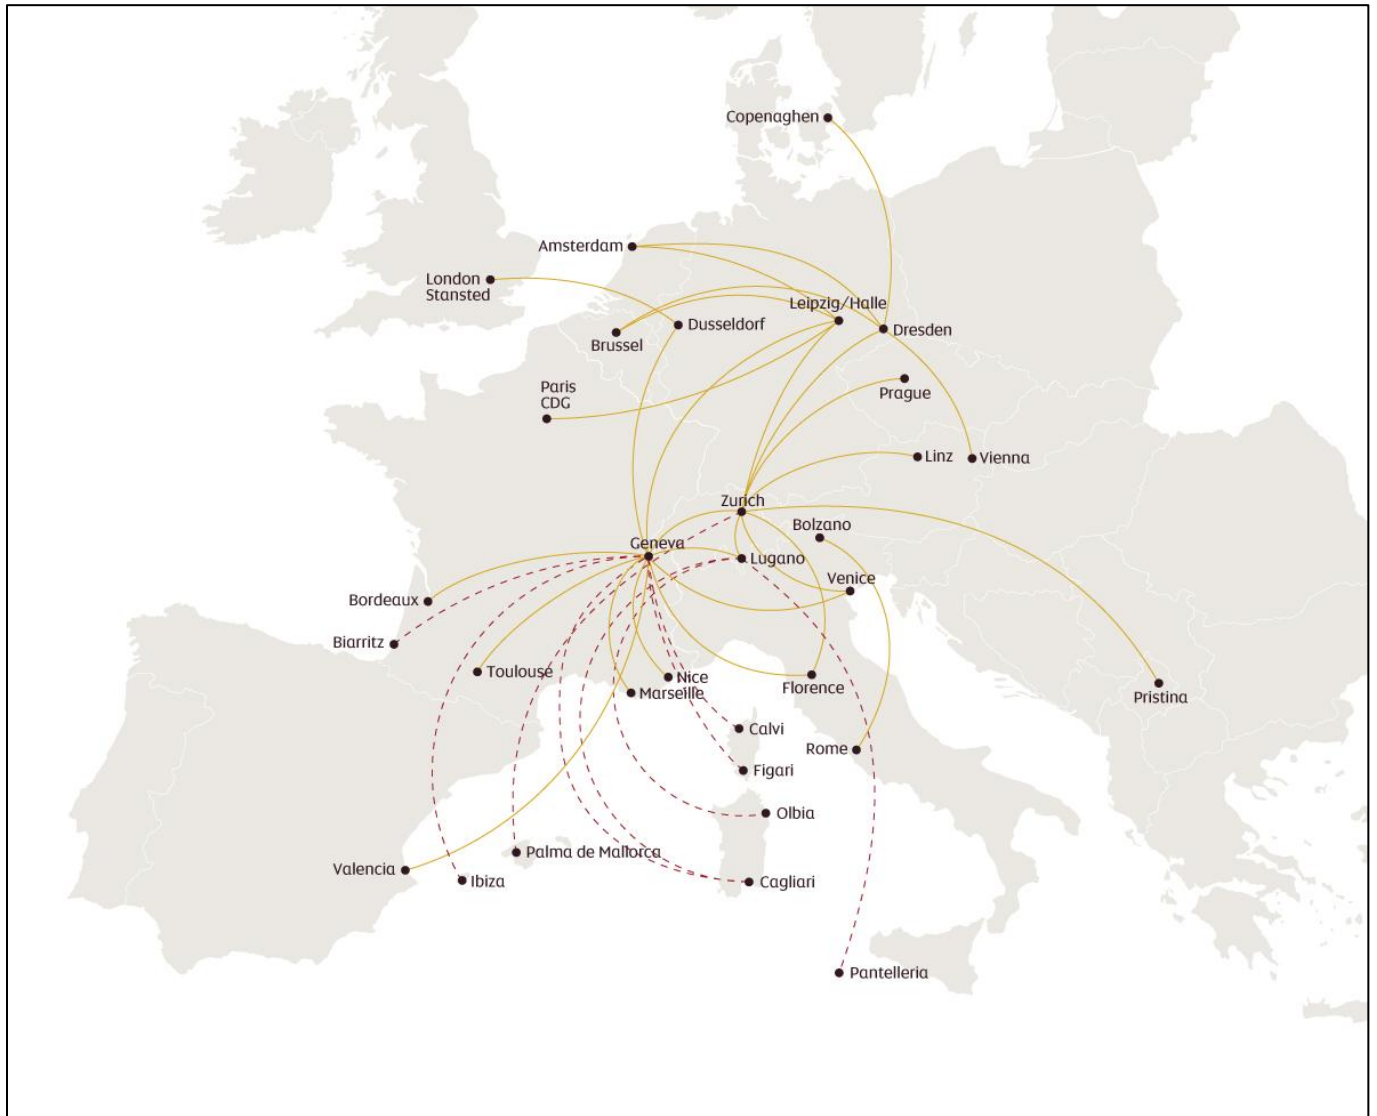 Copenaghen
Amsterdam
London
Stansted
Leipzig/Halle
Dusseldorf
Dresden
Brussel
Paris
CDG
Prague
Linz
Vienna
Zurich
Bolzano
Geneva
Lugano
Venice
Bordeaux
Biarritz
Toulouse
Nice
Marseille
Florence
Pristina
Calvi
Rome
Figari
Olbia
Palma de Mallorca
Valencia
Ibiza
Cagliari
Pantelleria